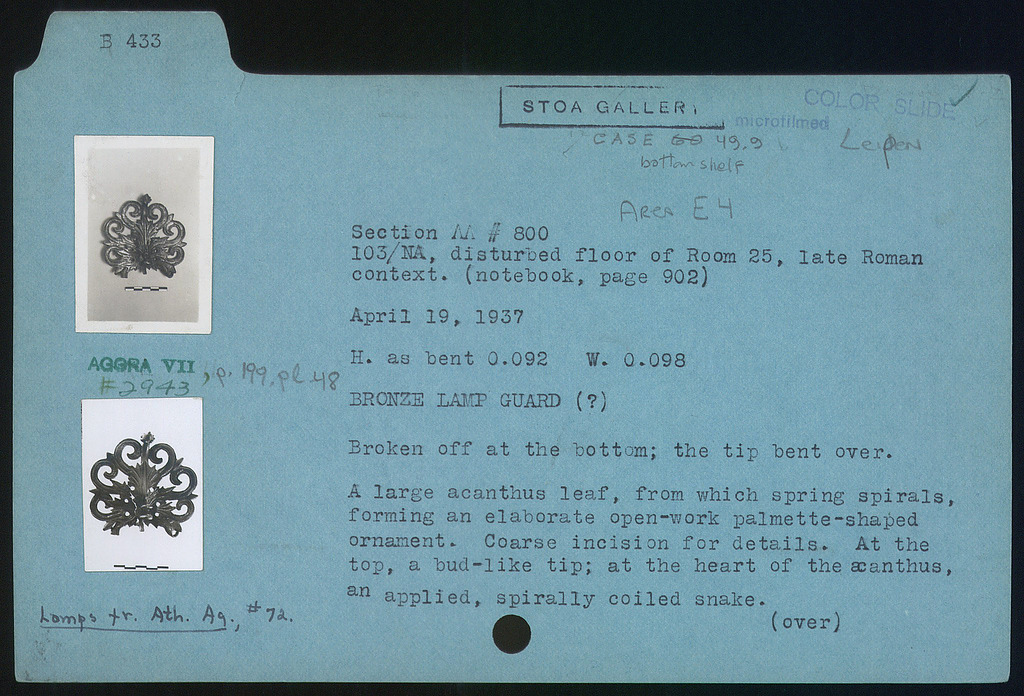 B 433
STOA GALLERY
COLOR SLIDE
microfilmed
CASE 60 49.9
bottom shelf
Leipen
Area E4
Section AA # 800
103/NA, disturbed floor of Room 25, late Roman
context. (notebook, page 902)
April 19, 1937
H. as bent 0.092 W. 0.098
AGORA VII, p. 199, pl. 48
#2943
BRONZE LAMP GUARD (?)
Broken off at the bottom; the tip bent over.
A large acanthus leaf, from which spring spirals,
forming an elaborate open-work palmette-shaped
ornament. Coarse incision for details. At the
top, a bud-like tip; at the heart of the acanthus,
an applied, spirally coiled snake.
(over)
Lamps fr. Ath. Ag., #72.